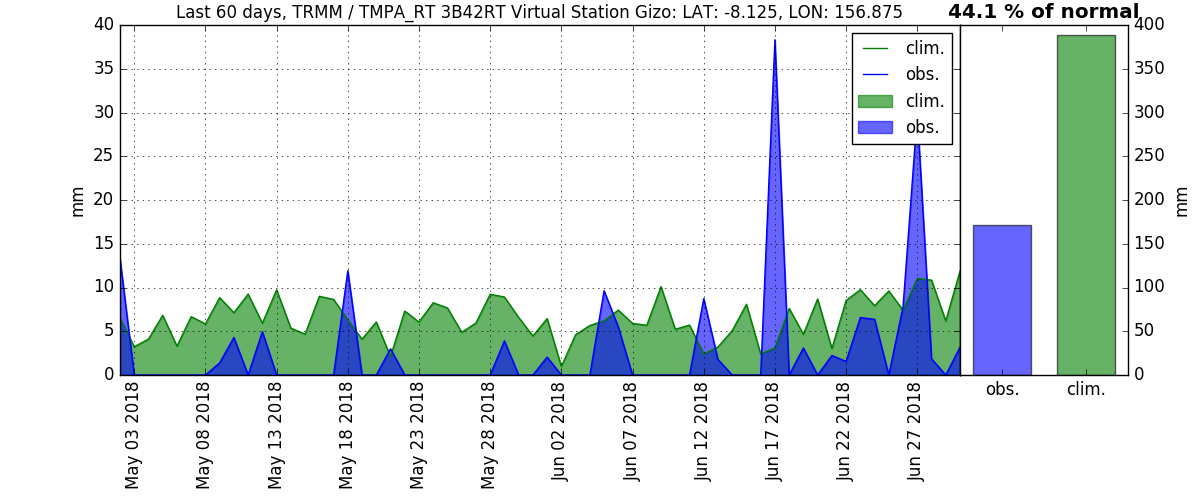 Last 60 days, TRMM / TMPA_RT 3B42RT Virtual Station Gizo: LAT: -8.125, LON: 156.875
44.1 % of normal
40
35
30
25
20
15
10
5
0
mm
clim.
obs.
clim.
obs.
400
350
300
250
200
150
100
50
0
mm
May 03 2018
May 08 2018
May 13 2018
May 18 2018
May 23 2018
May 28 2018
Jun 02 2018
Jun 07 2018
Jun 12 2018
Jun 17 2018
Jun 22 2018
Jun 27 2018
obs.
clim.